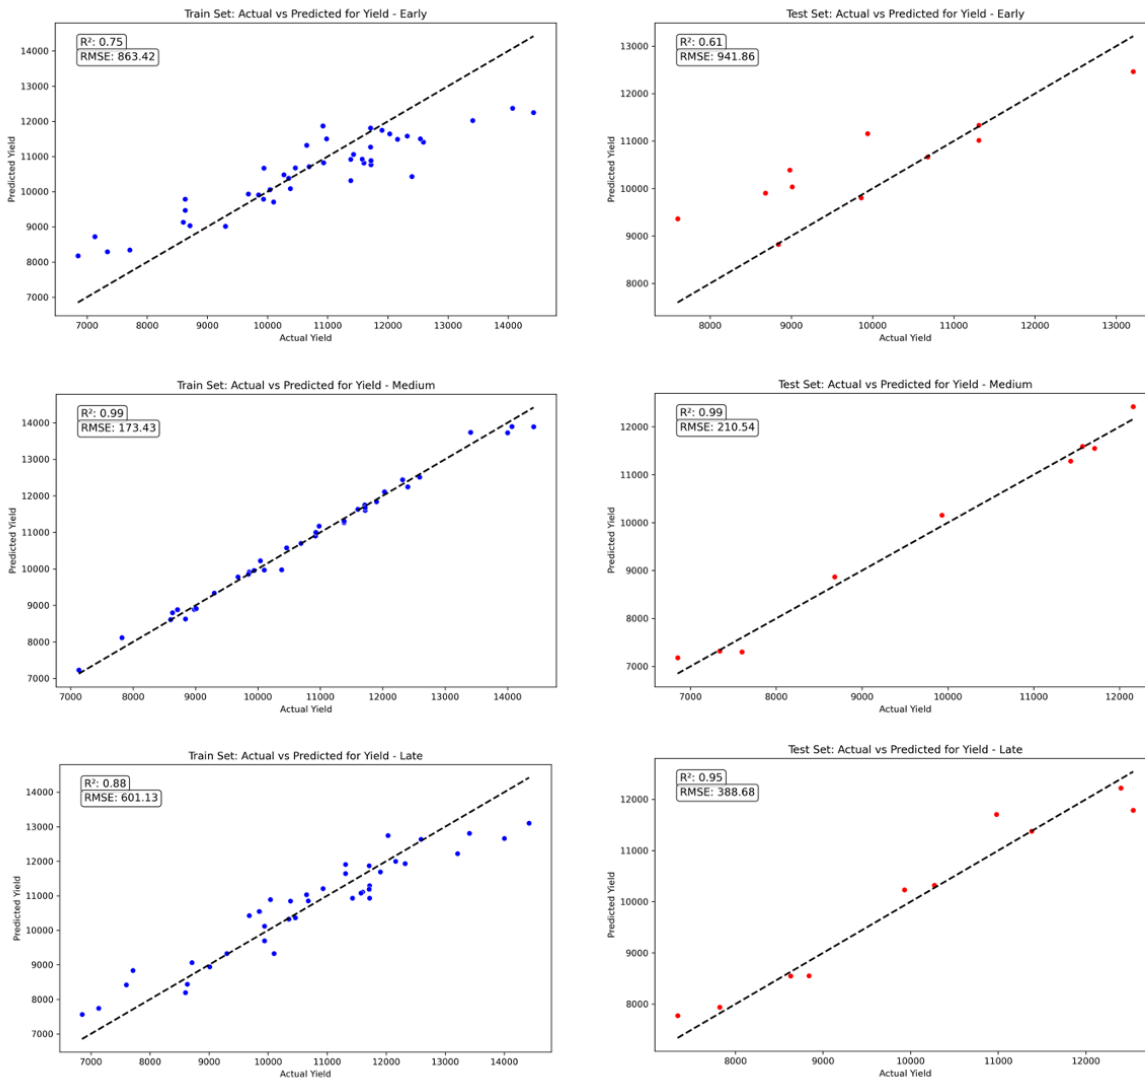 Train Set: Actual vs Predicted for Yield - Early
R²: 0.75
RMSE: 863.42
14000
13000
12000
11000
10000
9000
8000
7000
Predicted Yield
7000 8000 9000 10000 11000 12000 13000 14000
Actual Yield
Test Set: Actual vs Predicted for Yield - Early
R²: 0.61
RMSE: 941.86
13000
12000
11000
10000
9000
8000
Predicted Yield
8000 9000 10000 11000 12000 13000
Actual Yield
Train Set: Actual vs Predicted for Yield - Medium
R²: 0.99
RMSE: 173.43
14000
13000
12000
11000
10000
9000
8000
7000
Predicted Yield
7000 8000 9000 10000 11000 12000 13000 14000
Actual Yield
Test Set: Actual vs Predicted for Yield - Medium
R²: 0.99
RMSE: 210.54
12000
11000
10000
9000
8000
7000
Predicted Yield
7000 8000 9000 10000 11000 12000
Actual Yield
Train Set: Actual vs Predicted for Yield - Late
R²: 0.88
RMSE: 601.13
14000
13000
12000
11000
10000
9000
8000
7000
Predicted Yield
7000 8000 9000 10000 11000 12000 13000 14000
Actual Yield
Test Set: Actual vs Predicted for Yield - Late
R²: 0.95
RMSE: 388.68
12000
11000
10000
9000
8000
Predicted Yield
8000 9000 10000 11000 12000
Actual Yield